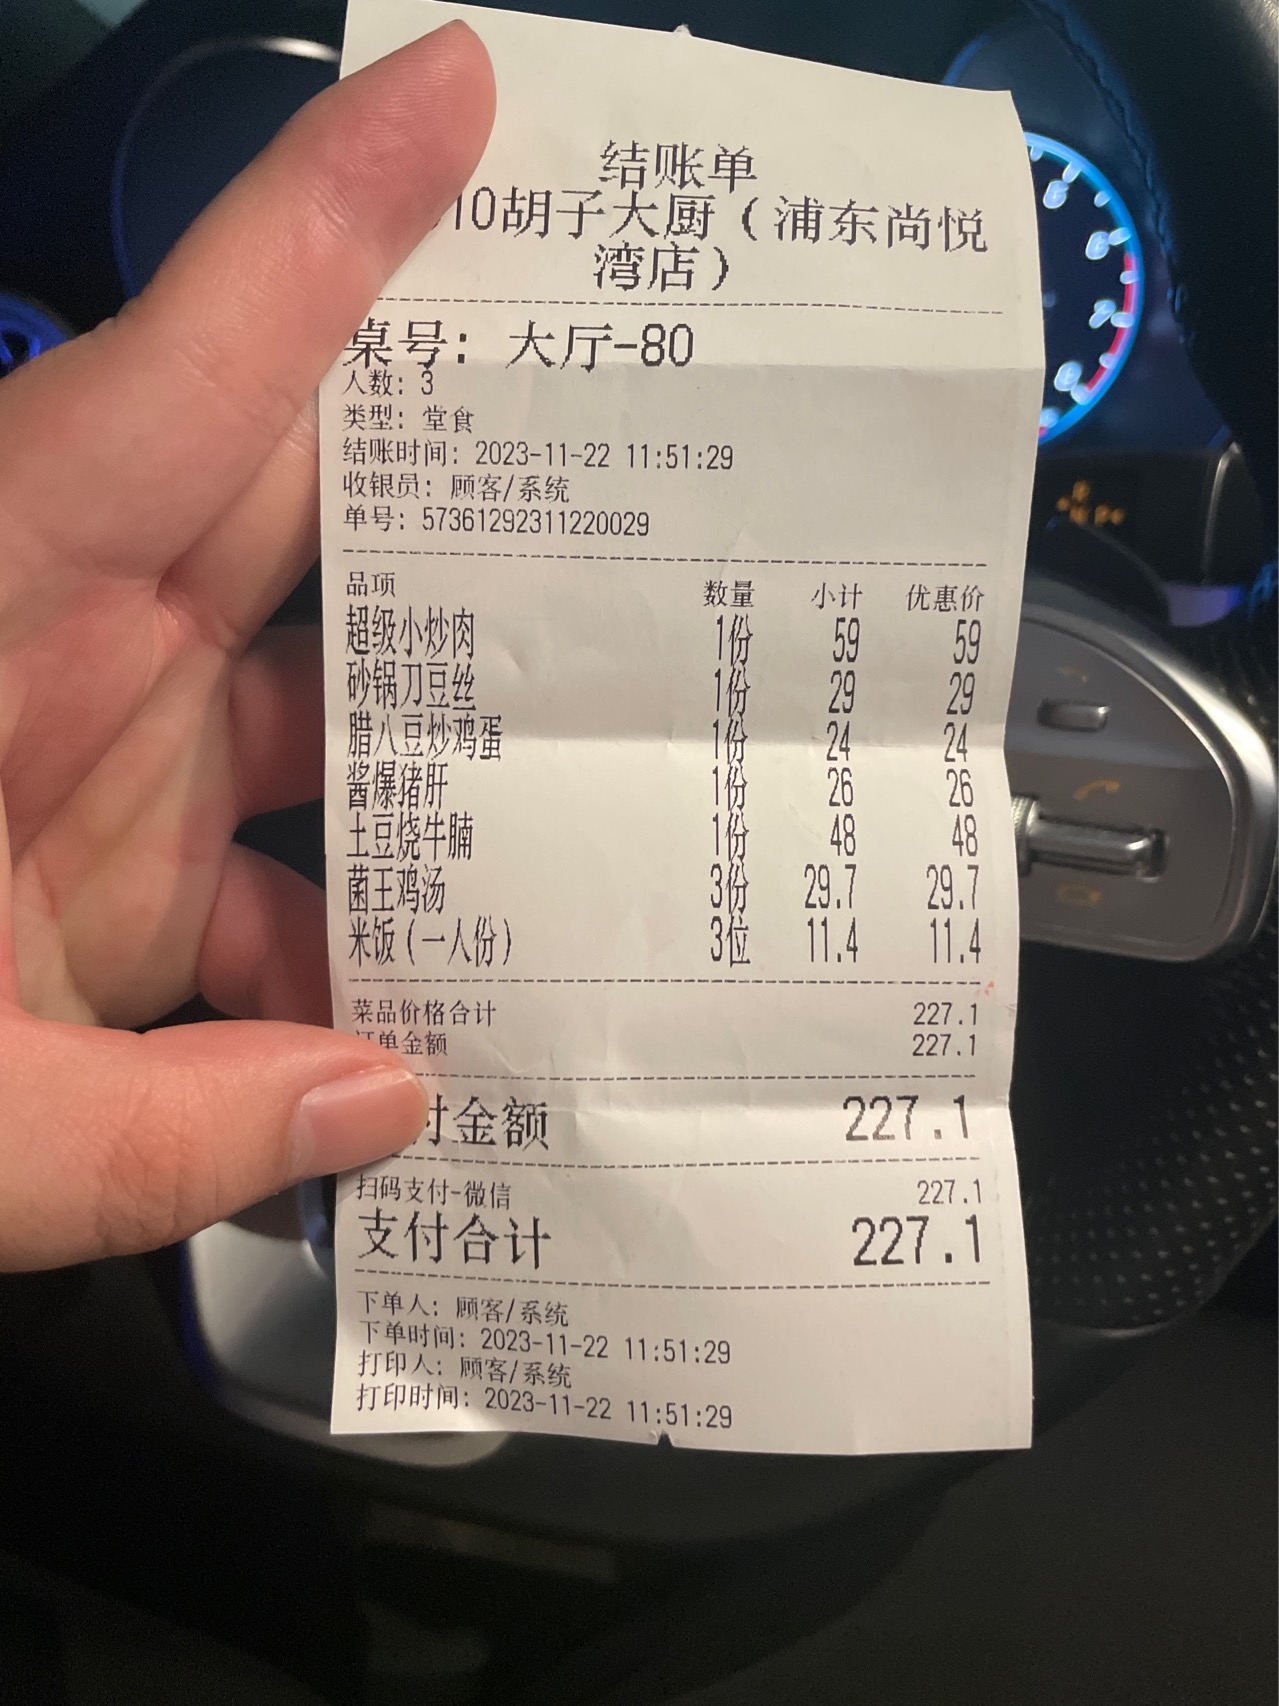 结账单
10胡子大厨（浦东尚悦
湾店）
桌号：大厅-80
人数：3
类型：堂食
结账时间：2023-11-22 11:51:29
收银员：顾客/系统
单号：57361292311220029
品项 数量 小计 优惠价
超级小炒肉 1份 59 59
砂锅刀豆丝 1份 29 29
腊八豆炒鸡蛋 1份 24 24
酱爆猪肝 1份 26 26
土豆烧牛腩 1份 48 48
菌王鸡汤 3份 29.7 29.7
米饭（一人份） 3位 11.4 11.4
菜品价格合计 227.1
订单金额 227.1
付金额 227.1
扫码支付-微信 227.1
支付合计 227.1
下单人：顾客/系统
下单时间：2023-11-22 11:51:29
打印人：顾客/系统
打印时间：2023-11-22 11:51:29
5
6
7
8